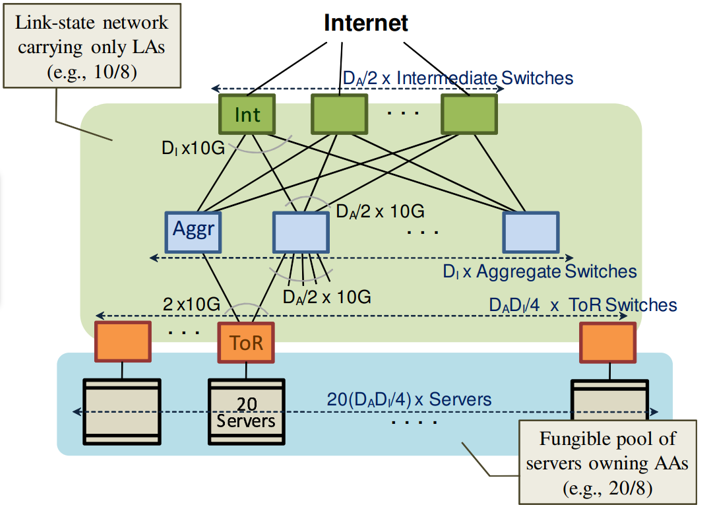 Internet
Link-state network
carrying only LAs
(e.g., 10/8)
D_A/2 x Intermediate Switches
Int
. . .
D_I x10G
Aggr
D_A/2 x 10G
. . .
D_I x Aggregate Switches
D_A/2 x 10G
2 x10G
D_AD_I/4 x ToR Switches
. . .
ToR
20
Servers
20(D_AD_I/4) x Servers
. . . .
Fungible pool of
servers owning AAs
(e.g., 20/8)